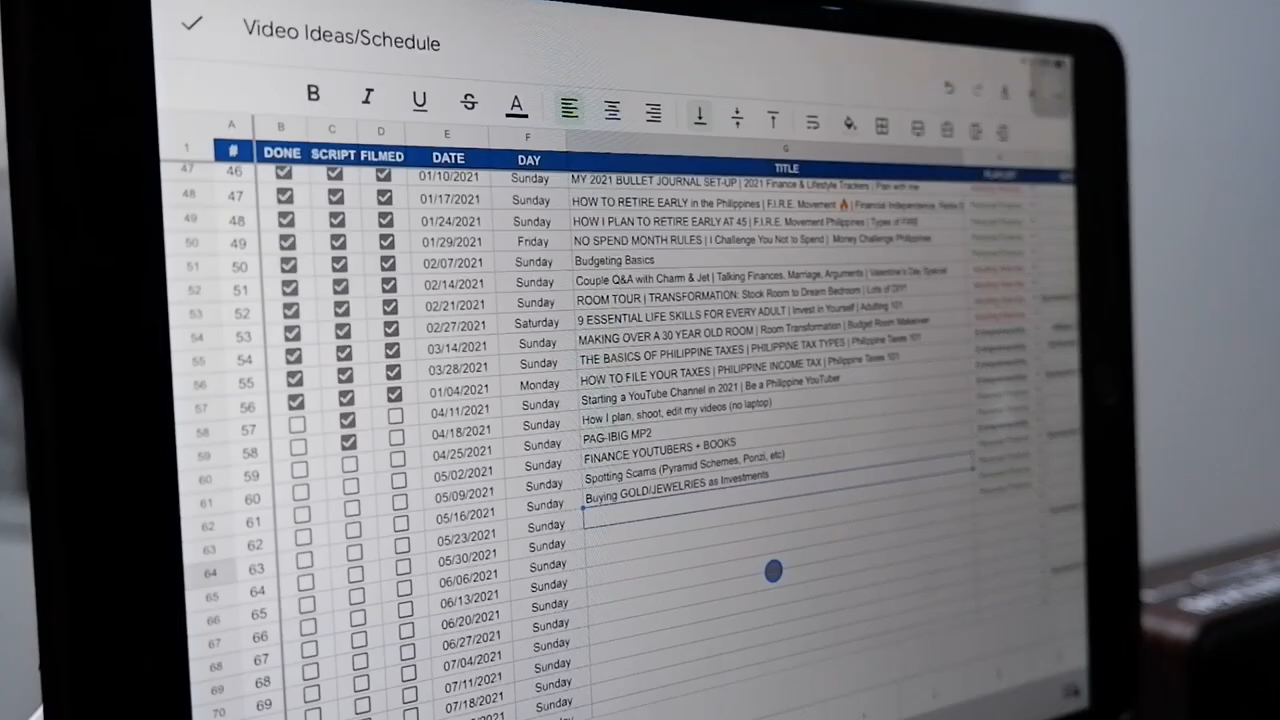 Video Ideas/Schedule
B I U S A
A B C D E F G
1 # DONE SCRIPT FILMED DATE DAY TITLE
47 46 01/10/2021 Sunday MY 2021 BULLET JOURNAL SET-UP | 2021 Finance & Lifestyle Trackers | Plan with me
48 47 01/17/2021 Sunday HOW TO RETIRE EARLY in the Philippines | F.I.R.E. Movement 🔥 | Financial Independence,
49 48 01/24/2021 Sunday HOW I PLAN TO RETIRE EARLY AT 45 | F.I.R.E. Movement Philippines | Types of FIRE
50 49 01/29/2021 Friday NO SPEND MONTH RULES | I Challenge You Not to Spend | Money Challenge Philippines
51 50 02/07/2021 Sunday Budgeting Basics
52 51 02/14/2021 Sunday Couple Q&A with Charm & Jet | Talking Finances, Marriage, Arguments | Valentine's Day Special
53 52 02/21/2021 Sunday ROOM TOUR | TRANSFORMATION: Stock Room to Dream Bedroom | Lots of DIY!!
54 53 02/27/2021 Saturday 9 ESSENTIAL LIFE SKILLS FOR EVERY ADULT | Invest in Yourself | Adulting 101
55 54 03/14/2021 Sunday MAKING OVER A 30 YEAR OLD ROOM | Room Transformation | Budget Room Makeover
56 55 03/28/2021 Sunday THE BASICS OF PHILIPPINE TAXES | PHILIPPINE TAX TYPES | Philippine Taxes 101
57 56 01/04/2021 Monday HOW TO FILE YOUR TAXES | PHILIPPINE INCOME TAX | Philippine Taxes 101
58 57 04/11/2021 Sunday Starting a YouTube Channel in 2021 | Be a Philippine YouTuber
59 58 04/18/2021 Sunday How I plan, shoot, edit my videos (no laptop)
60 59 04/25/2021 Sunday PAG-IBIG MP2
61 60 05/02/2021 Sunday FINANCE YOUTUBERS + BOOKS
62 61 05/09/2021 Sunday Spotting Scams (Pyramid Schemes, Ponzi, etc)
63 62 05/16/2021 Sunday Buying GOLD/JEWELRIES as Investments
64 63 05/23/2021 Sunday
65 64 05/30/2021 Sunday
66 65 06/06/2021 Sunday
67 66 06/13/2021 Sunday
68 67 06/20/2021 Sunday
69 68 06/27/2021 Sunday
70 69 07/04/2021 Sunday
07/11/2021 Sunday
07/18/2021 Sunday